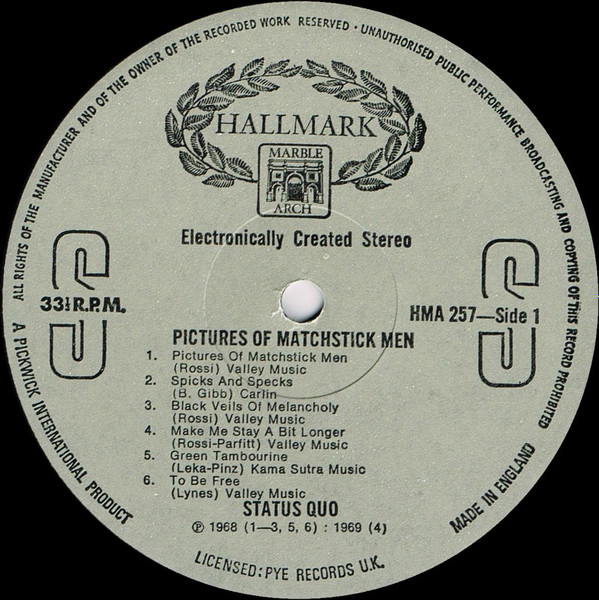 ALL RIGHTS OF THE MANUFACTURER AND OF THE OWNER OF THE RECORDED WORK RESERVED · UNAUTHORISED PUBLIC PERFORMANCE BROADCASTING AND COPYING OF THIS RECORD PROHIBITED
HALLMARK
MARBLE
ARCH
Electronically Created Stereo
33⅓ R.P.M.
HMA 257—Side 1
PICTURES OF MATCHSTICK MEN
1. Pictures Of Matchstick Men
(Rossi) Valley Music
2. Spicks And Specks
(B. Gibb) Carlin
3. Black Veils Of Melancholy
(Rossi) Valley Music
4. Make Me Stay A Bit Longer
(Rossi-Parfitt) Valley Music
5. Green Tambourine
(Leka-Pinz) Kama Sutra Music
6. To Be Free
(Lynes) Valley Music
STATUS QUO
℗ 1968 (1—3, 5, 6) : 1969 (4)
A PICKWICK INTERNATIONAL PRODUCT
LICENSED: PYE RECORDS U.K.
MADE IN ENGLAND